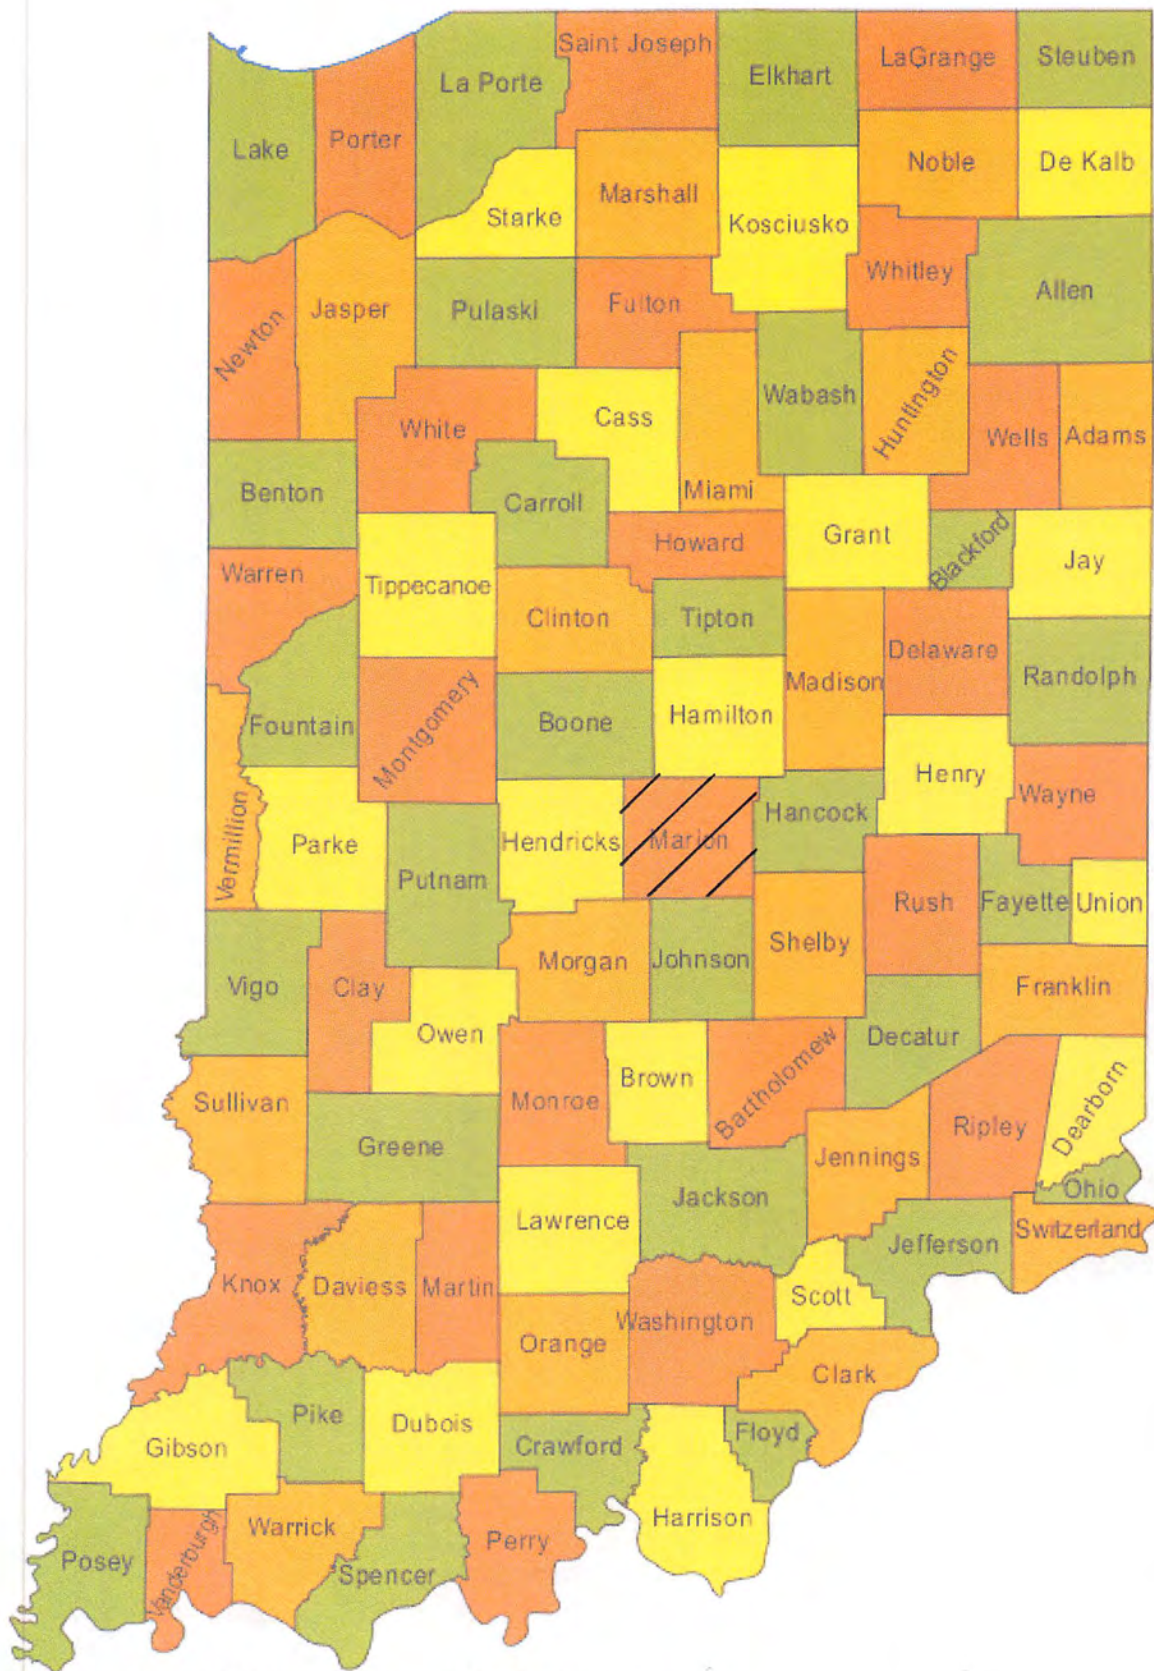 Saint Joseph
LaGrange
Steuben
La Porte
Elkhart
Lake
Porter
Noble
De Kalb
Marshall
Starke
Kosciusko
Whitley
Allen
Jasper
Pulaski
Fulton
Newton
Wabash
Huntington
White
Cass
Wells
Adams
Benton
Carroll
Miami
Grant
Blackford
Jay
Howard
Warren
Tippecanoe
Clinton
Tipton
Delaware
Randolph
Madison
Fountain
Montgomery
Boone
Hamilton
Henry
Wayne
Vermillion
Parke
Hendricks
Marion
Hancock
Putnam
Rush
Fayette
Union
Vigo
Clay
Morgan
Johnson
Shelby
Franklin
Owen
Decatur
Sullivan
Monroe
Brown
Bartholomew
Ripley
Dearborn
Greene
Jennings
Ohio
Jackson
Lawrence
Jefferson
Switzerland
Knox
Daviess
Martin
Scott
Orange
Washington
Clark
Gibson
Pike
Dubois
Crawford
Floyd
Harrison
Posey
Vanderburgh
Warrick
Spencer
Perry